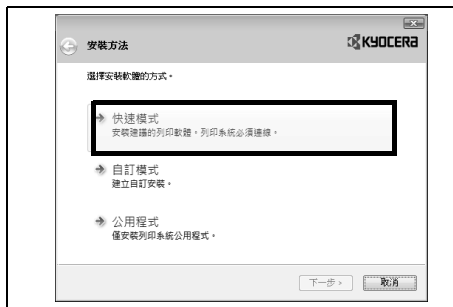 安裝方法
KYOCERA
選擇安裝軟體的方式。
快速模式
安裝建議的列印軟體。列印系統必須連線。
自訂模式
建立自訂安裝。
公用程式
僅安裝列印系統公用程式。
下一步 >
取消